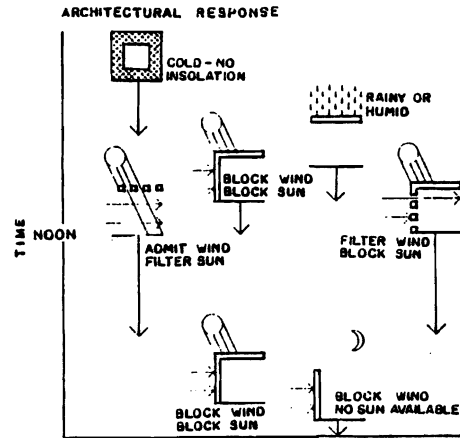 ARCHITECTURAL RESPONSE
COLD-NO
INSOLATION
RAINY OR
HUMID
BLOCK WIND
BLOCK SUN
TIME
NOON
ADMIT WIND
FILTER SUN
FILTER WIND
BLOCK SUN
BLOCK WIND
BLOCK SUN
BLOCK WIND
NO SUN AVAILABLE